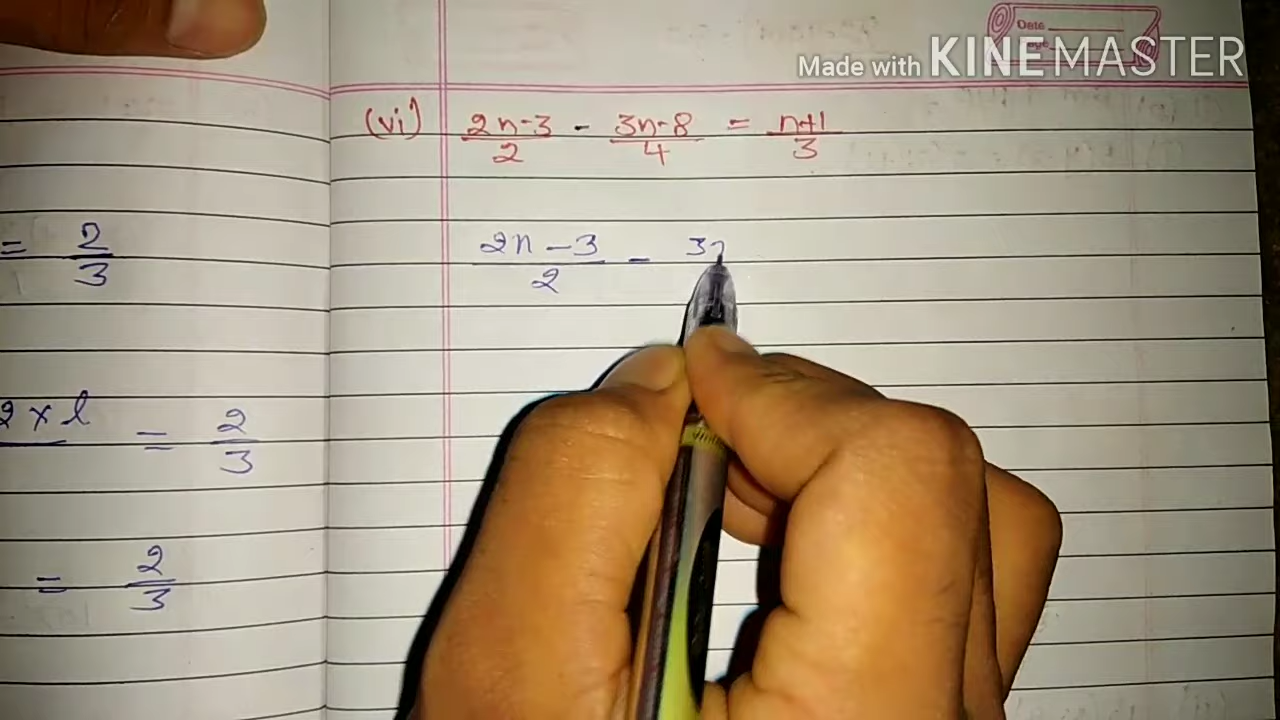 Date
Made with KINEMASTER
(vi) 2n-3/2 - 3n-8/4 = n+1/3
2n-3/2 - 3
= 2/3
2 x l = 2/3
= 2/3